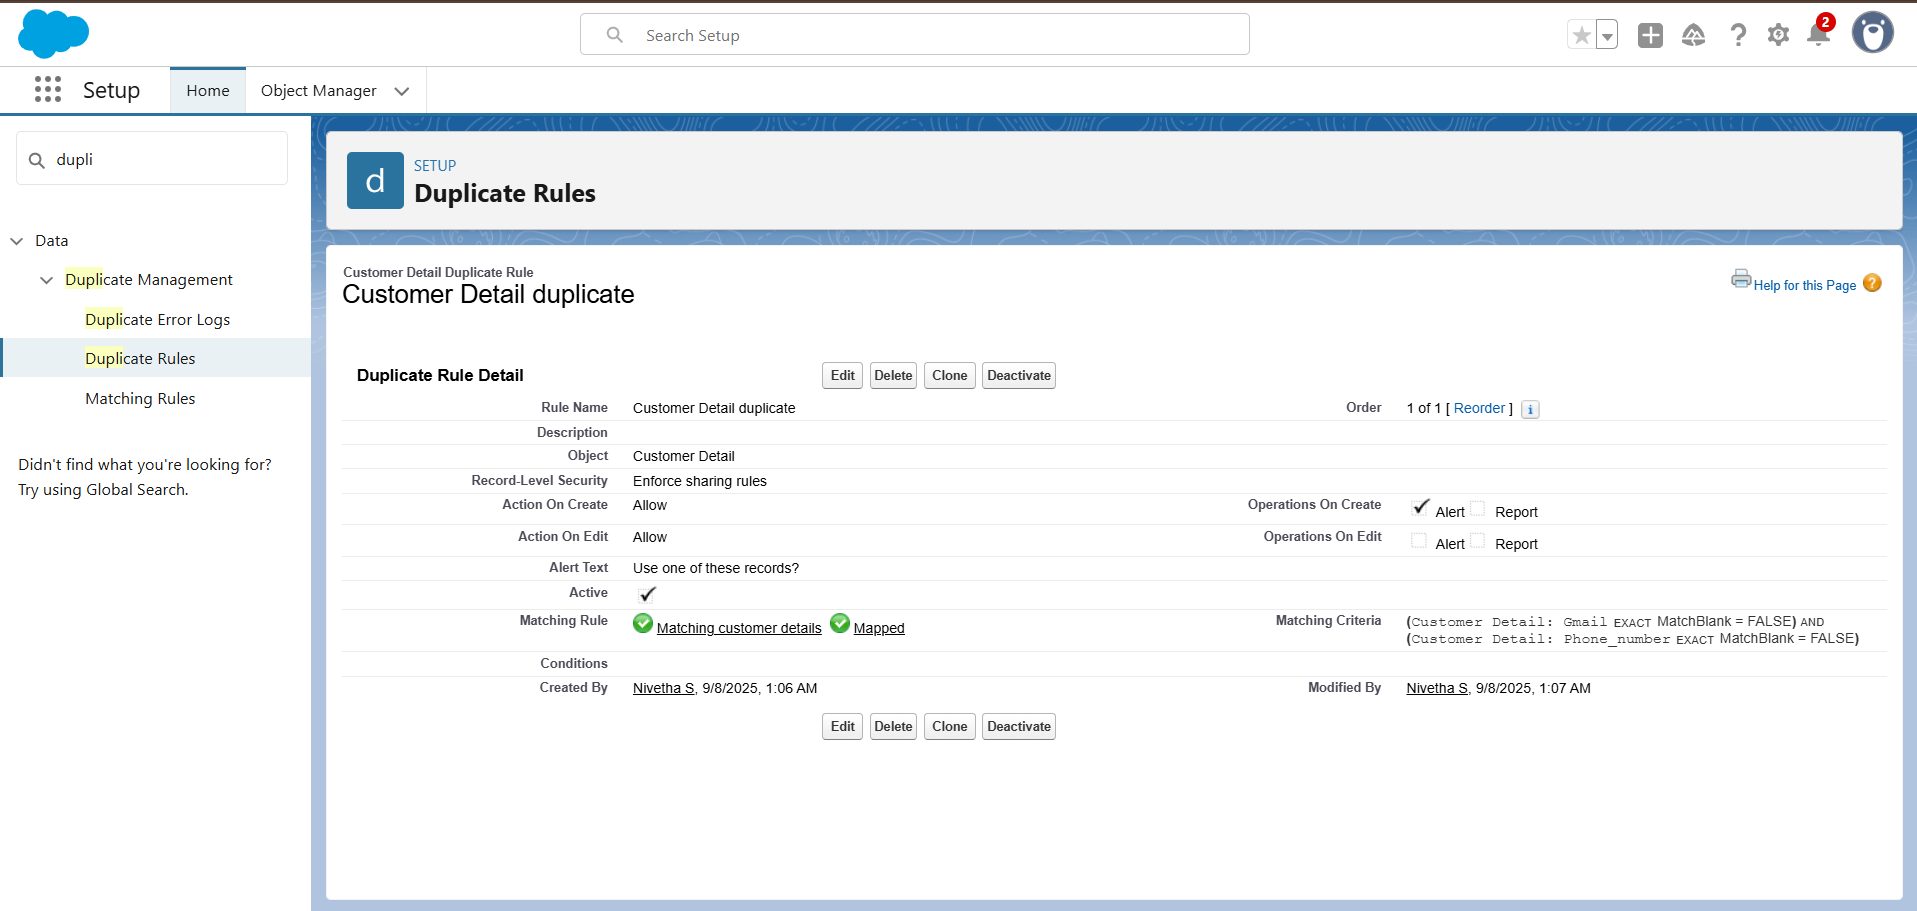 Search Setup
2
Setup
Home
Object Manager
dupli
Data
Duplicate Management
Duplicate Error Logs
Duplicate Rules
Matching Rules
Didn't find what you're looking for?
Try using Global Search.
d
SETUP
Duplicate Rules
Customer Detail Duplicate Rule
Customer Detail duplicate
Help for this Page ?
Duplicate Rule Detail
Edit Delete Clone Deactivate
Rule Name Customer Detail duplicate Order 1 of 1 [ Reorder ] i
Description
Object Customer Detail
Record-Level Security Enforce sharing rules
Action On Create Allow Operations On Create Alert Report
Action On Edit Allow Operations On Edit Alert Report
Alert Text Use one of these records?
Active
Matching Rule Matching customer details Mapped Matching Criteria (Customer Detail: Gmail EXACT MatchBlank = FALSE) AND
(Customer Detail: Phone_number EXACT MatchBlank = FALSE)
Conditions
Created By Nivetha S, 9/8/2025, 1:06 AM Modified By Nivetha S, 9/8/2025, 1:07 AM
Edit Delete Clone Deactivate